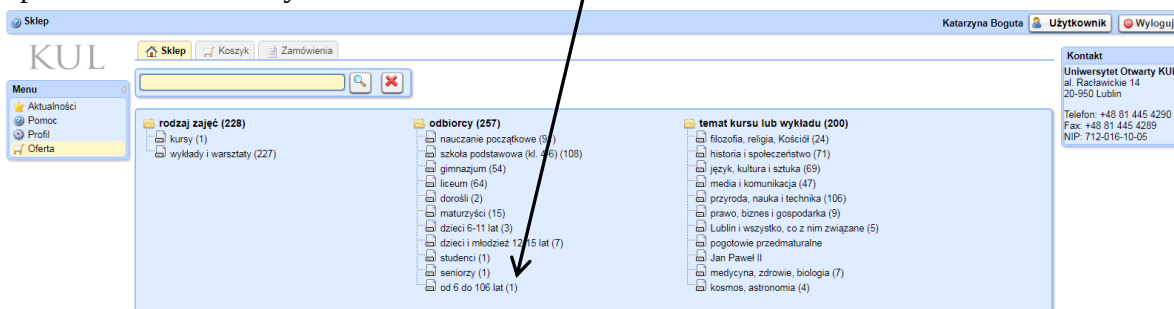 Sklep
Katarzyna Boguta Użytkownik Wyloguj
KUL
Sklep Koszyk Zamówienia
Menu
Aktualności
Pomoc
Profil
Oferta
rodzaj zajęć (228)
kursy (1)
wykłady i warsztaty (227)
odbiorcy (257)
nauczanie początkowe
szkoła podstawowa (kl. 4-6) (108)
gimnazjum (54)
liceum (64)
dorośli (2)
maturzyści (15)
dzieci 6-11 lat (3)
dzieci i młodzież 12-15 lat (7)
studenci (1)
seniorzy (1)
od 6 do 106 lat (1)
temat kursu lub wykładu (200)
filozofia, religia, Kościół (24)
historia i społeczeństwo (71)
język, kultura i sztuka (69)
media i komunikacja (47)
przyroda, nauka i technika (106)
prawo, biznes i gospodarka (9)
Lublin i wszystko, co z nim związane (5)
pogotowie przedmaturalne
Jan Paweł II
medycyna, zdrowie, biologia (7)
kosmos, astronomia (4)
Kontakt
Uniwersytet Otwarty KUL
al. Racławickie 14
20-950 Lublin
Telefon: +48 81 445 4290
Fax: +48 81 445 4289
NIP: 712-016-10-05